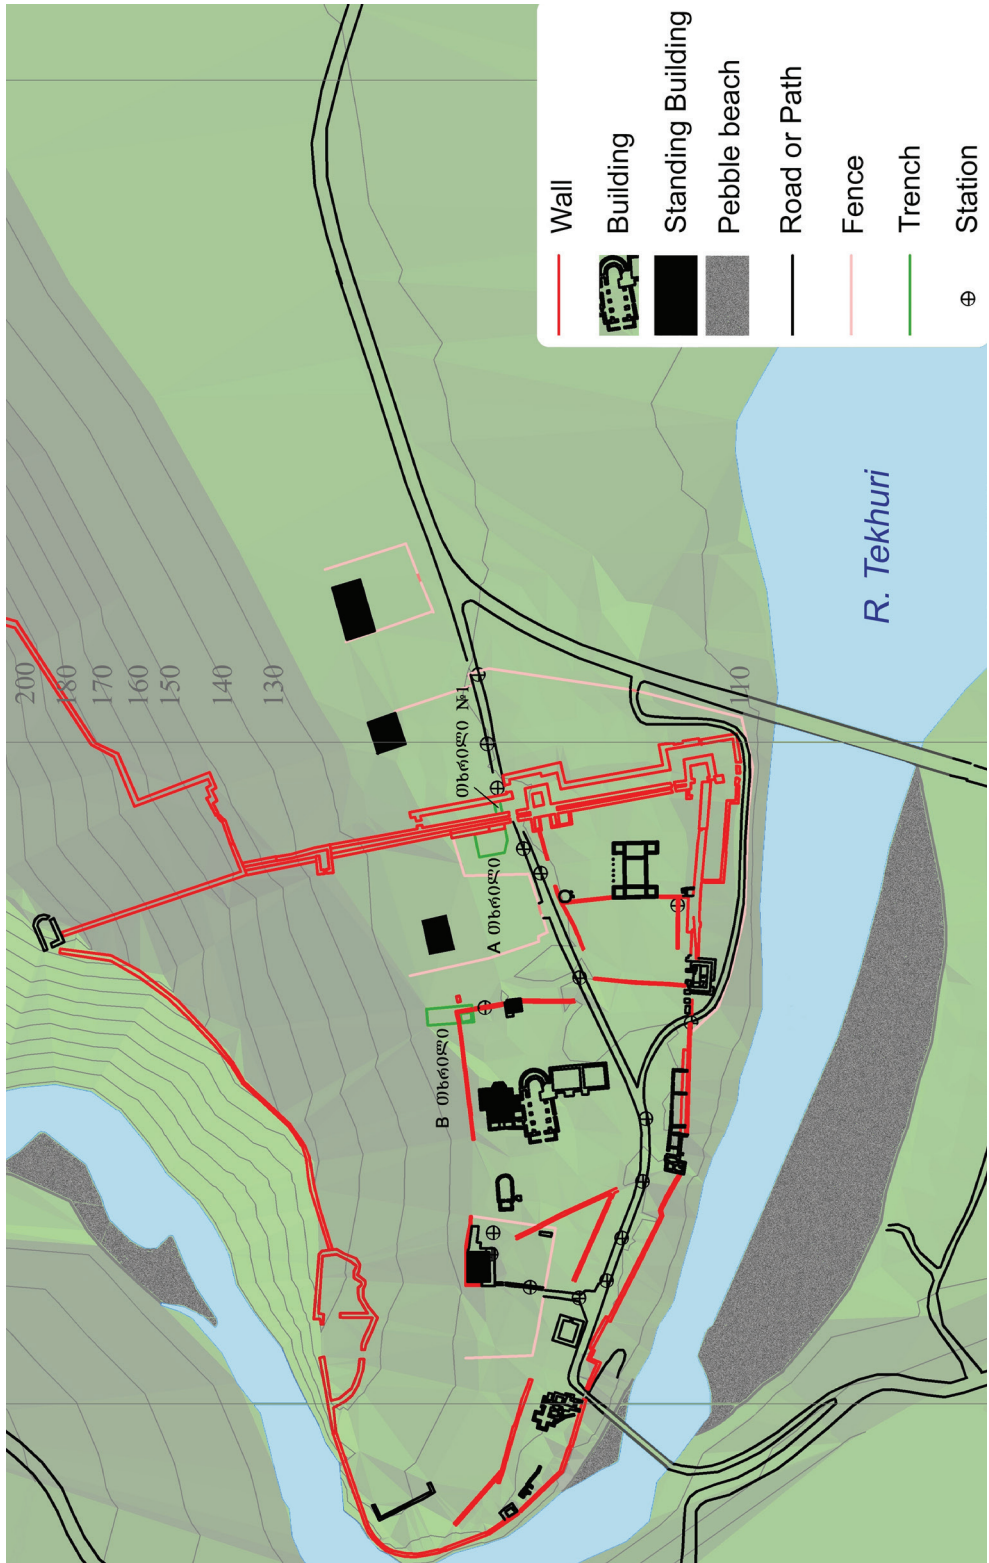 200
180
170
160
150
140
130
110
თხრილი №1
A თხრილი
B თხრილი
R. Tekhuri
Wall
Building
Standing Building
Pebble beach
Road or Path
Fence
Trench
Station